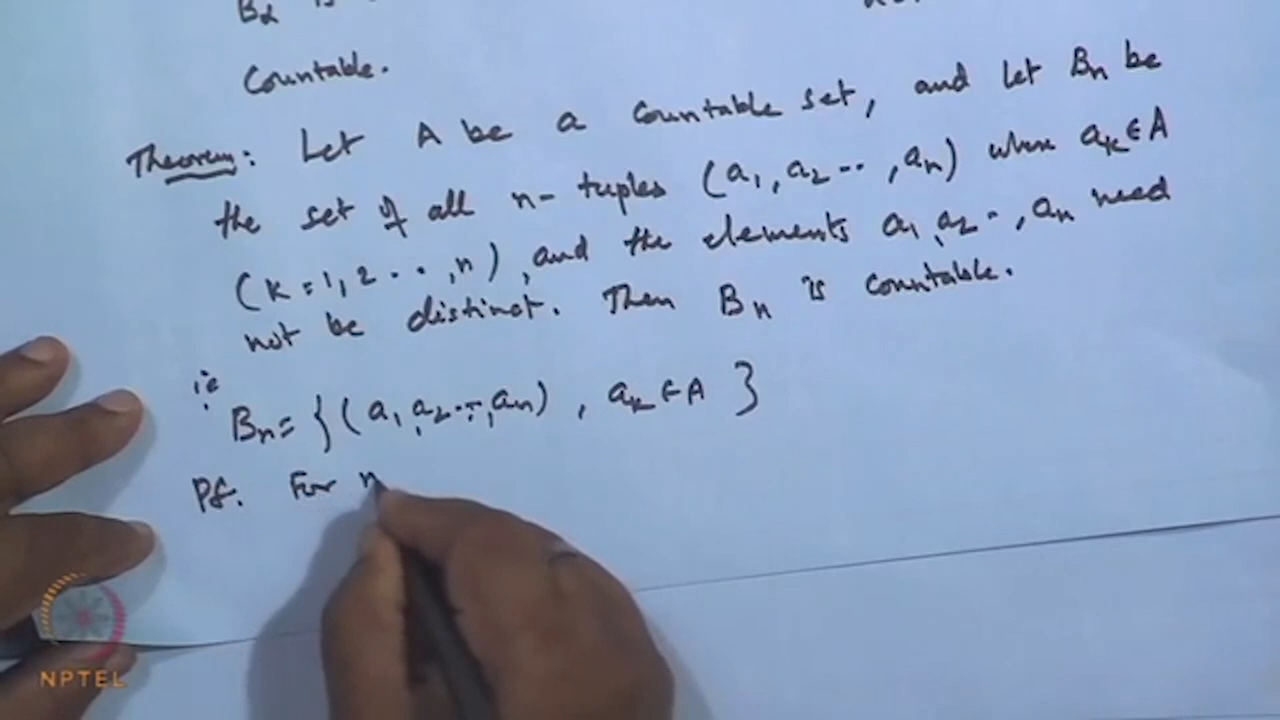 Countable.
Theorem: Let A be a countable set, and let Bn be
the set of all n-tuples (a1, a2 .. , an) where ak ∈ A
(k = 1, 2 . . , n), and the elements a1, a2 -, an need
not be distinct. Then Bn is countable.
ie
Bn = { (a1, a2 ..., an) , ak ∈ A }
Pf. For n
NPTEL